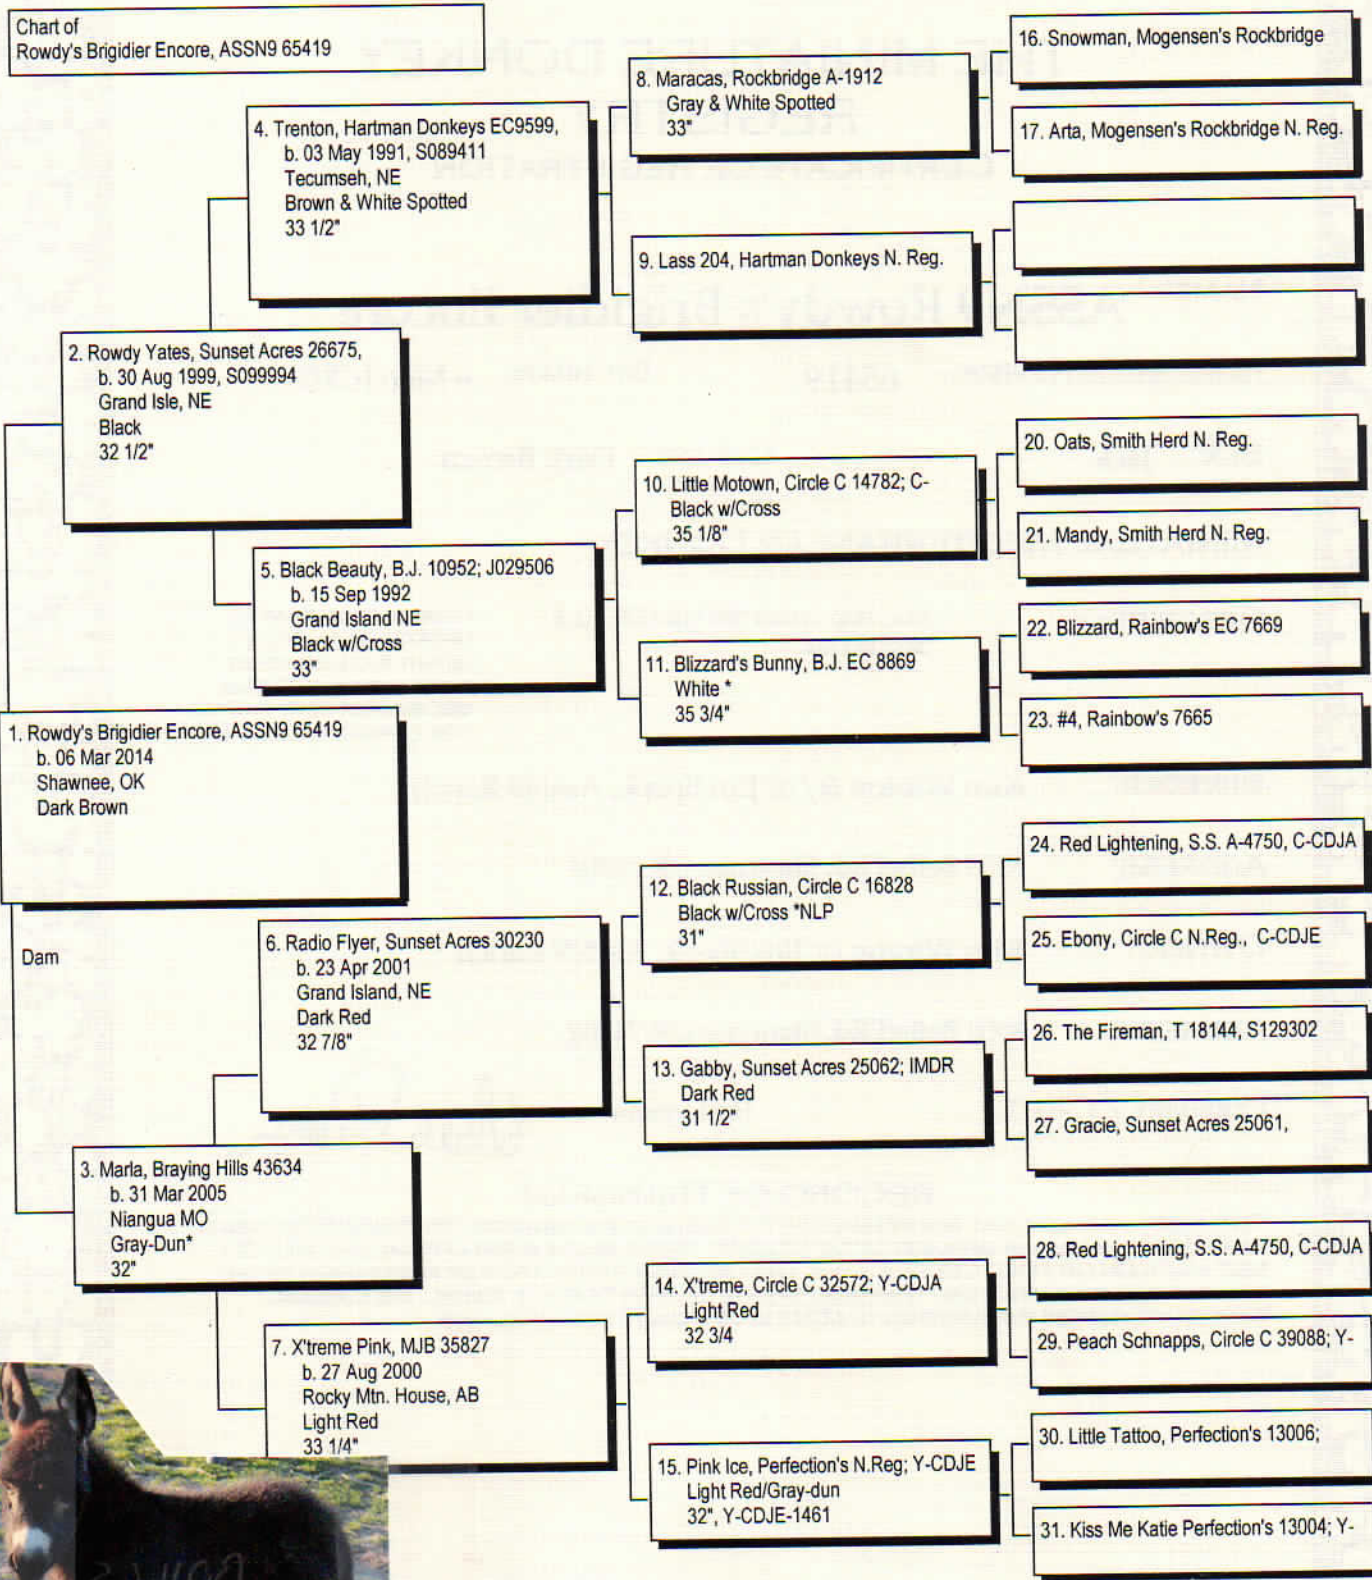 Chart of
Rowdy's Brigidier Encore, ASSN9 65419
1. Rowdy's Brigidier Encore, ASSN9 65419
b. 06 Mar 2014
Shawnee, OK
Dark Brown
Dam
2. Rowdy Yates, Sunset Acres 26675,
b. 30 Aug 1999, S099994
Grand Isle, NE
Black
32 1/2"
3. Marla, Braying Hills 43634
b. 31 Mar 2005
Niangua MO
Gray-Dun*
32"
4. Trenton, Hartman Donkeys EC9599,
b. 03 May 1991, S089411
Tecumseh, NE
Brown & White Spotted
33 1/2"
5. Black Beauty, B.J. 10952; J029506
b. 15 Sep 1992
Grand Island NE
Black w/Cross
33"
6. Radio Flyer, Sunset Acres 30230
b. 23 Apr 2001
Grand Island, NE
Dark Red
32 7/8"
7. X'treme Pink, MJB 35827
b. 27 Aug 2000
Rocky Mtn. House, AB
Light Red
33 1/4"
8. Maracas, Rockbridge A-1912
Gray & White Spotted
33"
9. Lass 204, Hartman Donkeys N. Reg.
10. Little Motown, Circle C 14782; C-
Black w/Cross
35 1/8"
11. Blizzard's Bunny, B.J. EC 8869
White *
35 3/4"
12. Black Russian, Circle C 16828
Black w/Cross *NLP
31"
13. Gabby, Sunset Acres 25062; IMDR
Dark Red
31 1/2"
14. X'treme, Circle C 32572; Y-CDJA
Light Red
32 3/4
15. Pink Ice, Perfection's N.Reg; Y-CDJE
Light Red/Gray-dun
32", Y-CDJE-1461
16. Snowman, Mogensen's Rockbridge
17. Arta, Mogensen's Rockbridge N. Reg.
20. Oats, Smith Herd N. Reg.
21. Mandy, Smith Herd N. Reg.
22. Blizzard, Rainbow's EC 7669
23. #4, Rainbow's 7665
24. Red Lightening, S.S. A-4750, C-CDJA
25. Ebony, Circle C N.Reg., C-CDJE
26. The Fireman, T 18144, S129302
27. Gracie, Sunset Acres 25061,
28. Red Lightening, S.S. A-4750, C-CDJA
29. Peach Schnapps, Circle C 39088; Y-
30. Little Tattoo, Perfection's 13006;
31. Kiss Me Katie Perfection's 13004; Y-